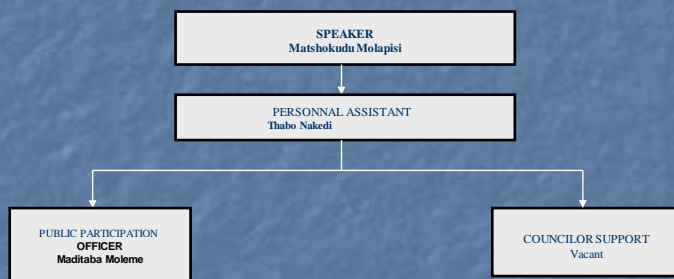 SPEAKER
Matshokudu Molapisi
PERSONNAL ASSISTANT
Thabo Nakedi
PUBLIC PARTICIPATION
OFFICER
Maditaba Moleme
COUNCILOR SUPPORT
Vacant